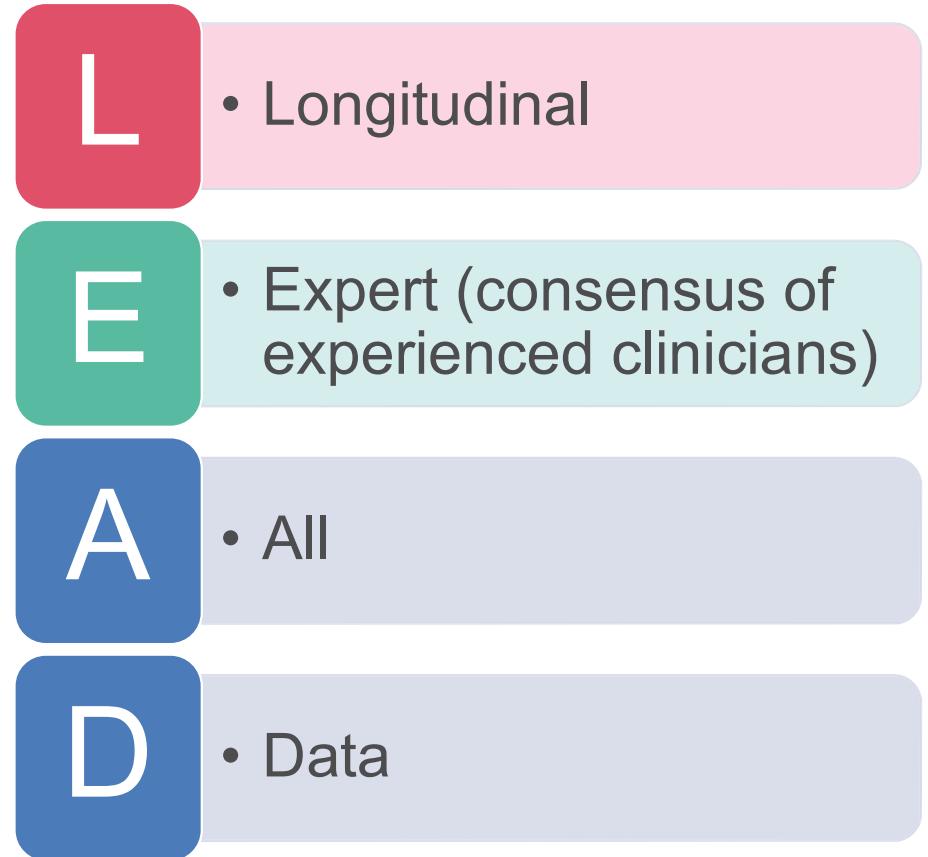 L
• Longitudinal
E
• Expert (consensus of
experienced clinicians)
A
• All
D
• Data